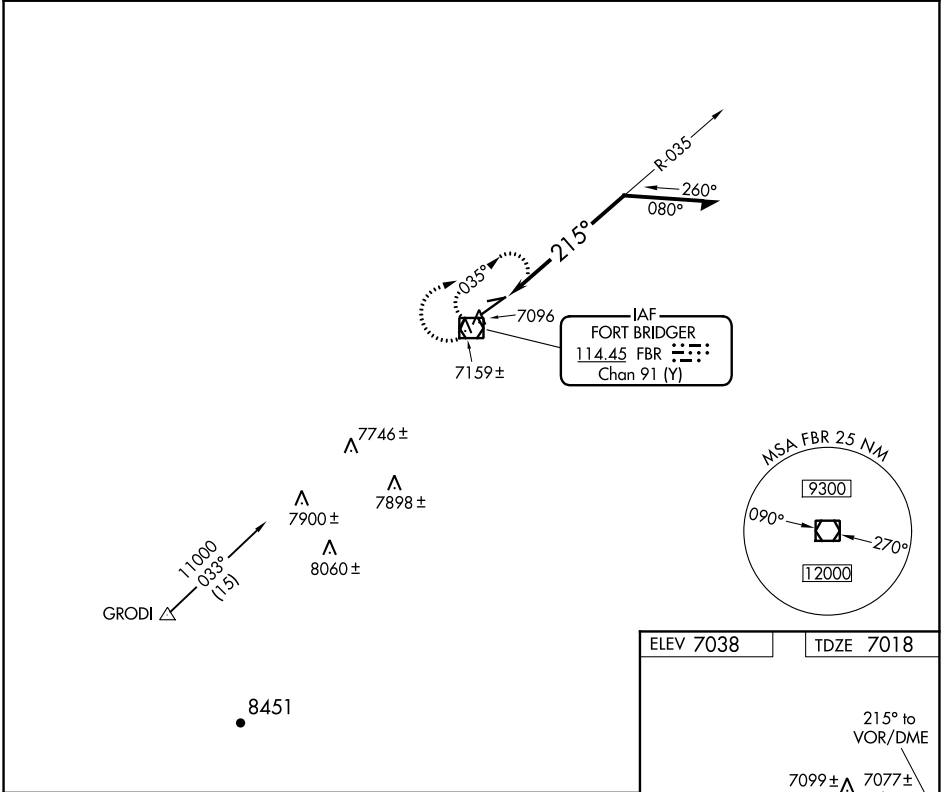 R-035
260°
080°
215°
035°
7096
IAF
FORT BRIDGER
114.45 FBR
Chan 91 (Y)
7159±
7746±
7898±
7900±
8060±
MSA FBR 25 NM
9300
090°
270°
12000
11000
033°
(15)
GRODI
8451
ELEV 7038
TDZE 7018
215° to
VOR/DME
7099± 7077±